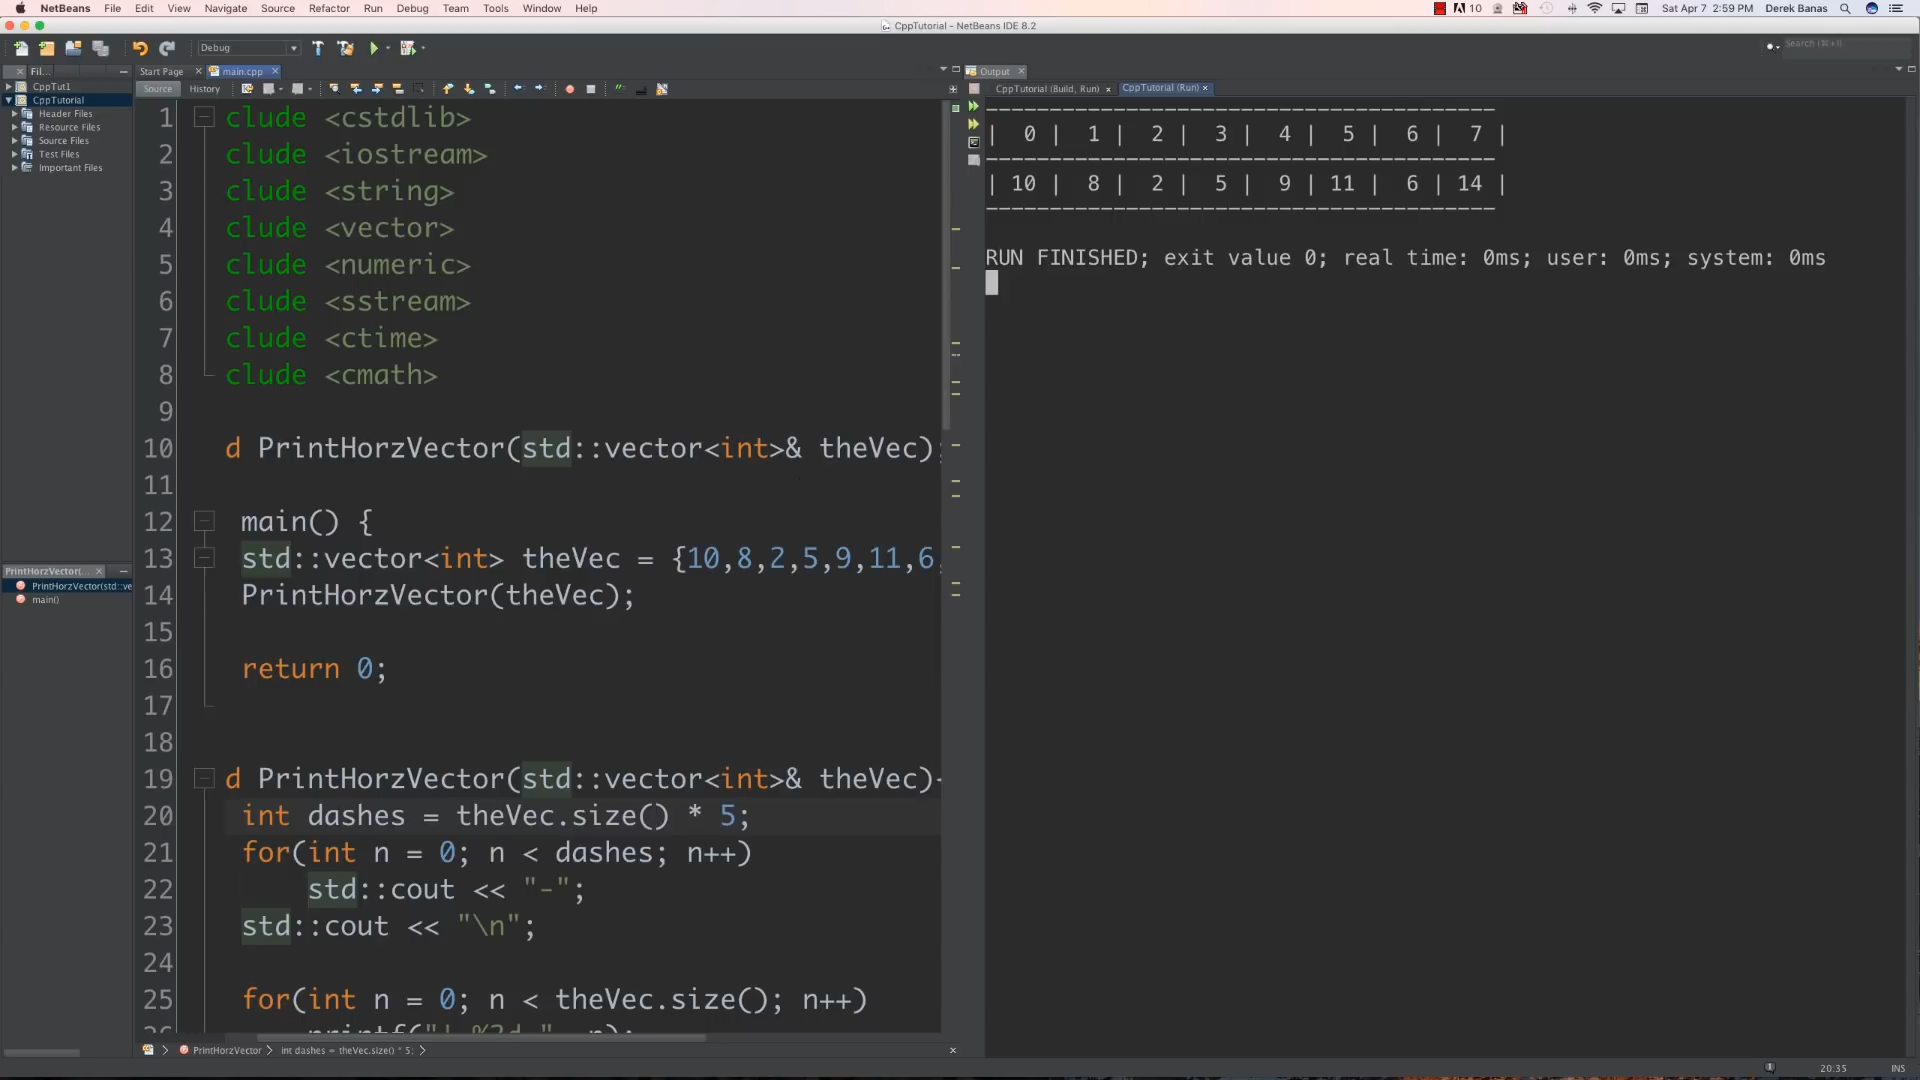 NetBeans File Edit View Navigate Source Refactor Run Debug Team Tools Window Help 10 Sat Apr 7 2:59 PM Derek Banas
CppTutorial - NetBeans IDE 8.2
Debug
Search (⌘+I)
Fil... Start Page main.cpp
Source History
CppTut1
CppTutorial
Header Files
Resource Files
Source Files
Test Files
Important Files
PrintHorzVector(...
PrintHorzVector(std::ve
main()
1 clude <cstdlib>
2 clude <iostream>
3 clude <string>
4 clude <vector>
5 clude <numeric>
6 clude <sstream>
7 clude <ctime>
8 clude <cmath>
9
10 d PrintHorzVector(std::vector<int>& theVec);
11
12 main() {
13 std::vector<int> theVec = {10,8,2,5,9,11,6,
14 PrintHorzVector(theVec);
15
16 return 0;
17
18
19 d PrintHorzVector(std::vector<int>& theVec){
20 int dashes = theVec.size() * 5;
21 for(int n = 0; n < dashes; n++)
22 std::cout << "-";
23 std::cout << "\n";
24
25 for(int n = 0; n < theVec.size(); n++)
PrintHorzVector int dashes = theVec.size() * 5;
Output
CppTutorial (Build, Run) CppTutorial (Run)
----------------------------------------
| 0 | 1 | 2 | 3 | 4 | 5 | 6 | 7 |
----------------------------------------
| 10 | 8 | 2 | 5 | 9 | 11 | 6 | 14 |
----------------------------------------
RUN FINISHED; exit value 0; real time: 0ms; user: 0ms; system: 0ms
20:35 INS